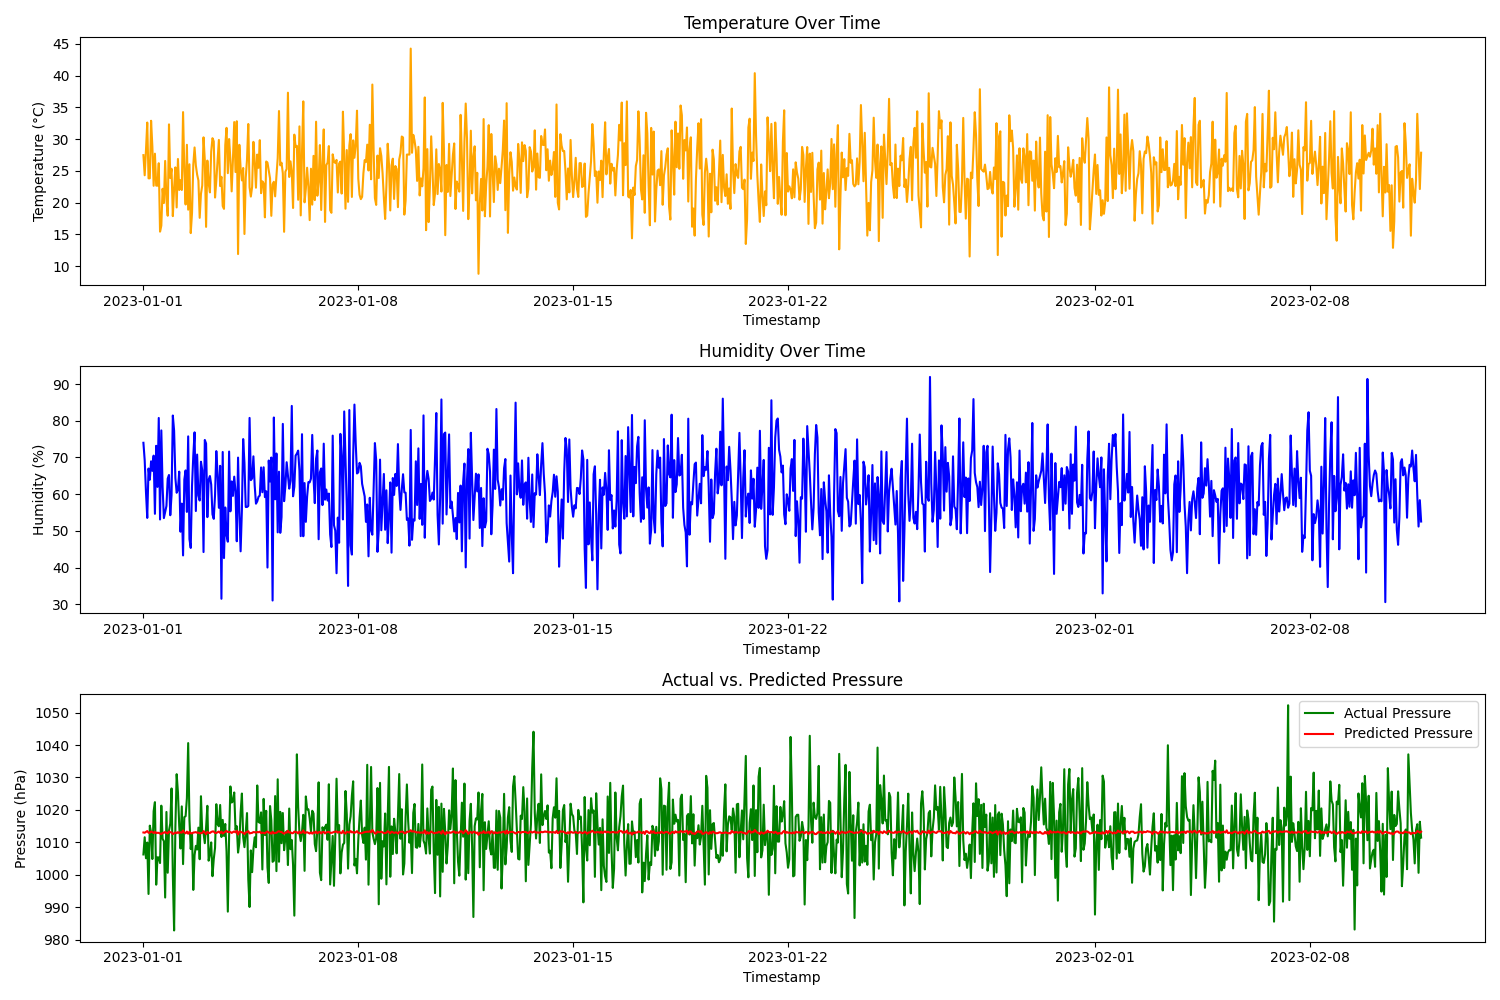 Temperature Over Time
Temperature (°C)
45
40
35
30
25
20
15
10
2023-01-01 2023-01-08 2023-01-15 2023-01-22 2023-02-01 2023-02-08
Timestamp
Humidity Over Time
Humidity (%)
90
80
70
60
50
40
30
2023-01-01 2023-01-08 2023-01-15 2023-01-22 2023-02-01 2023-02-08
Timestamp
Actual vs. Predicted Pressure
Pressure (hPa)
1050
1040
1030
1020
1010
1000
990
980
Actual Pressure
Predicted Pressure
2023-01-01 2023-01-08 2023-01-15 2023-01-22 2023-02-01 2023-02-08
Timestamp